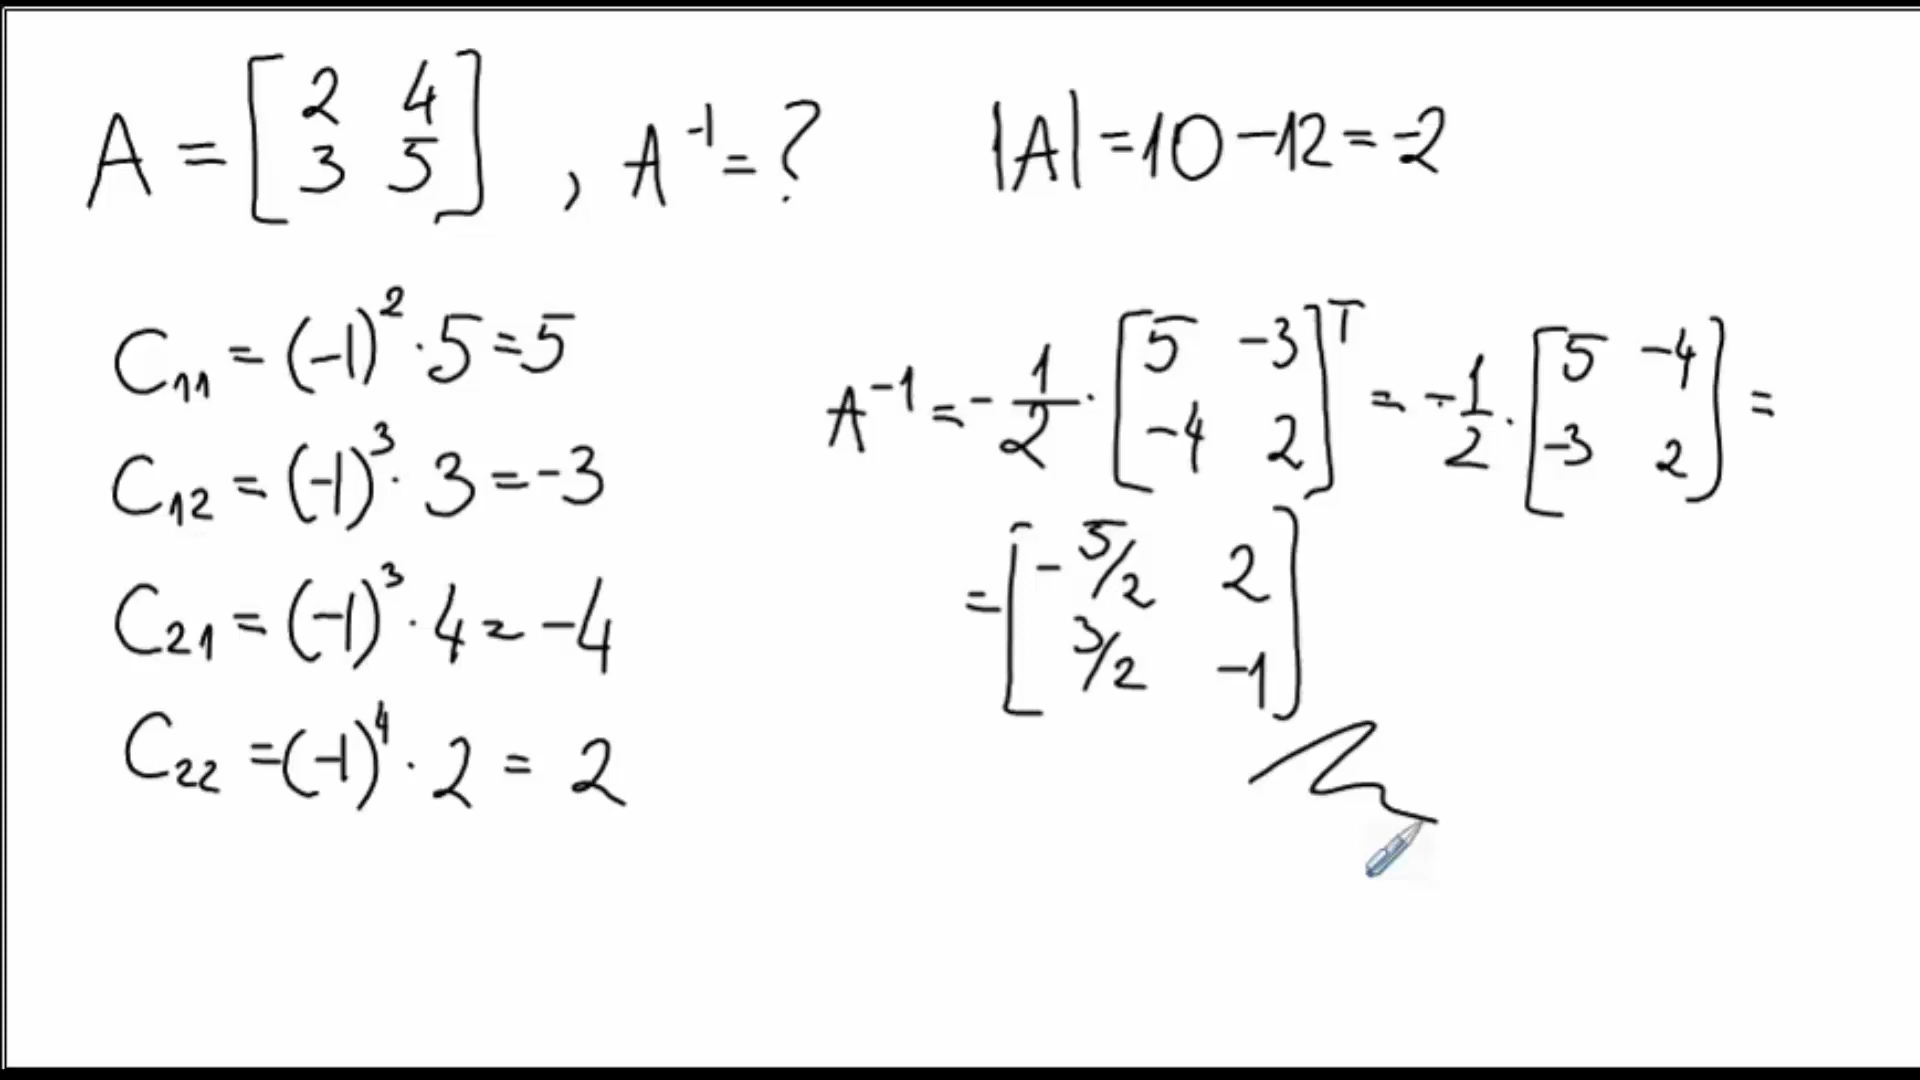 A = [2 4 3 5] , A⁻¹ = ?
|A| = 10 - 12 = -2
C₁₁ = (-1)² · 5 = 5
C₁₂ = (-1)³ · 3 = -3
C₂₁ = (-1)³ · 4 = -4
C₂₂ = (-1)⁴ · 2 = 2
A⁻¹ = - 1/2 · [5 -3 -4 2]ᵀ = - 1/2 · [5 -4 -3 2] =
= [-5/2 2 3/2 -1]